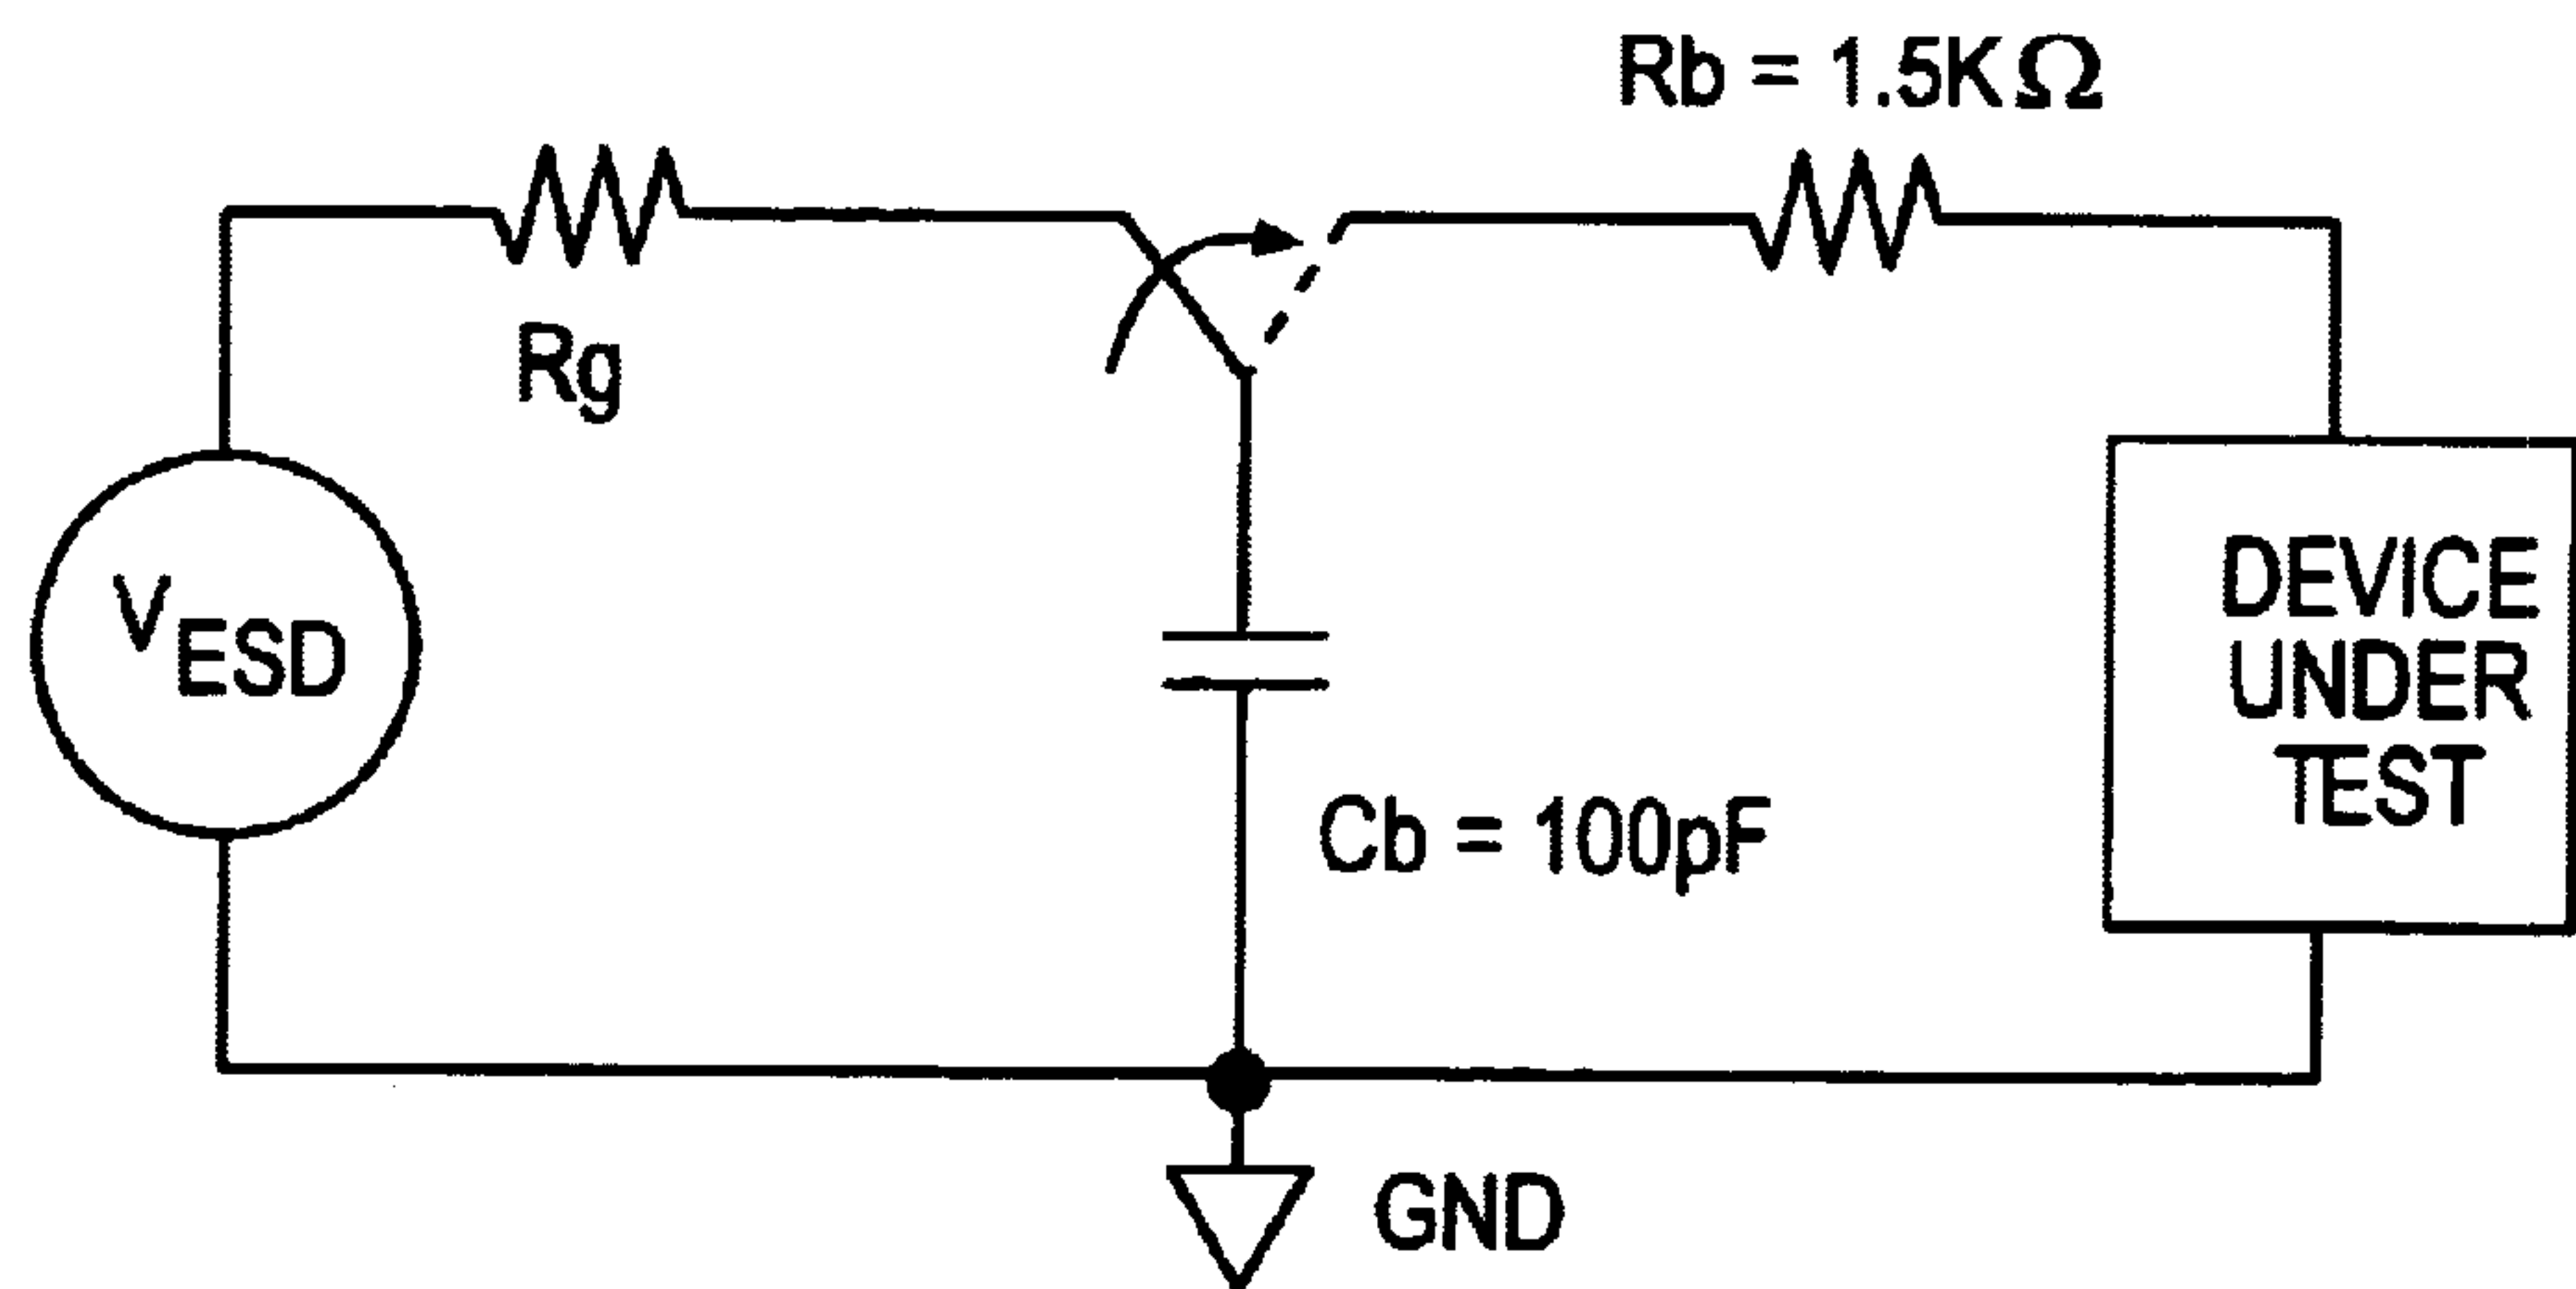 Rb = 1.5KΩ
Rg
VESD
DEVICE
UNDER
TEST
Cb = 100pF
GND